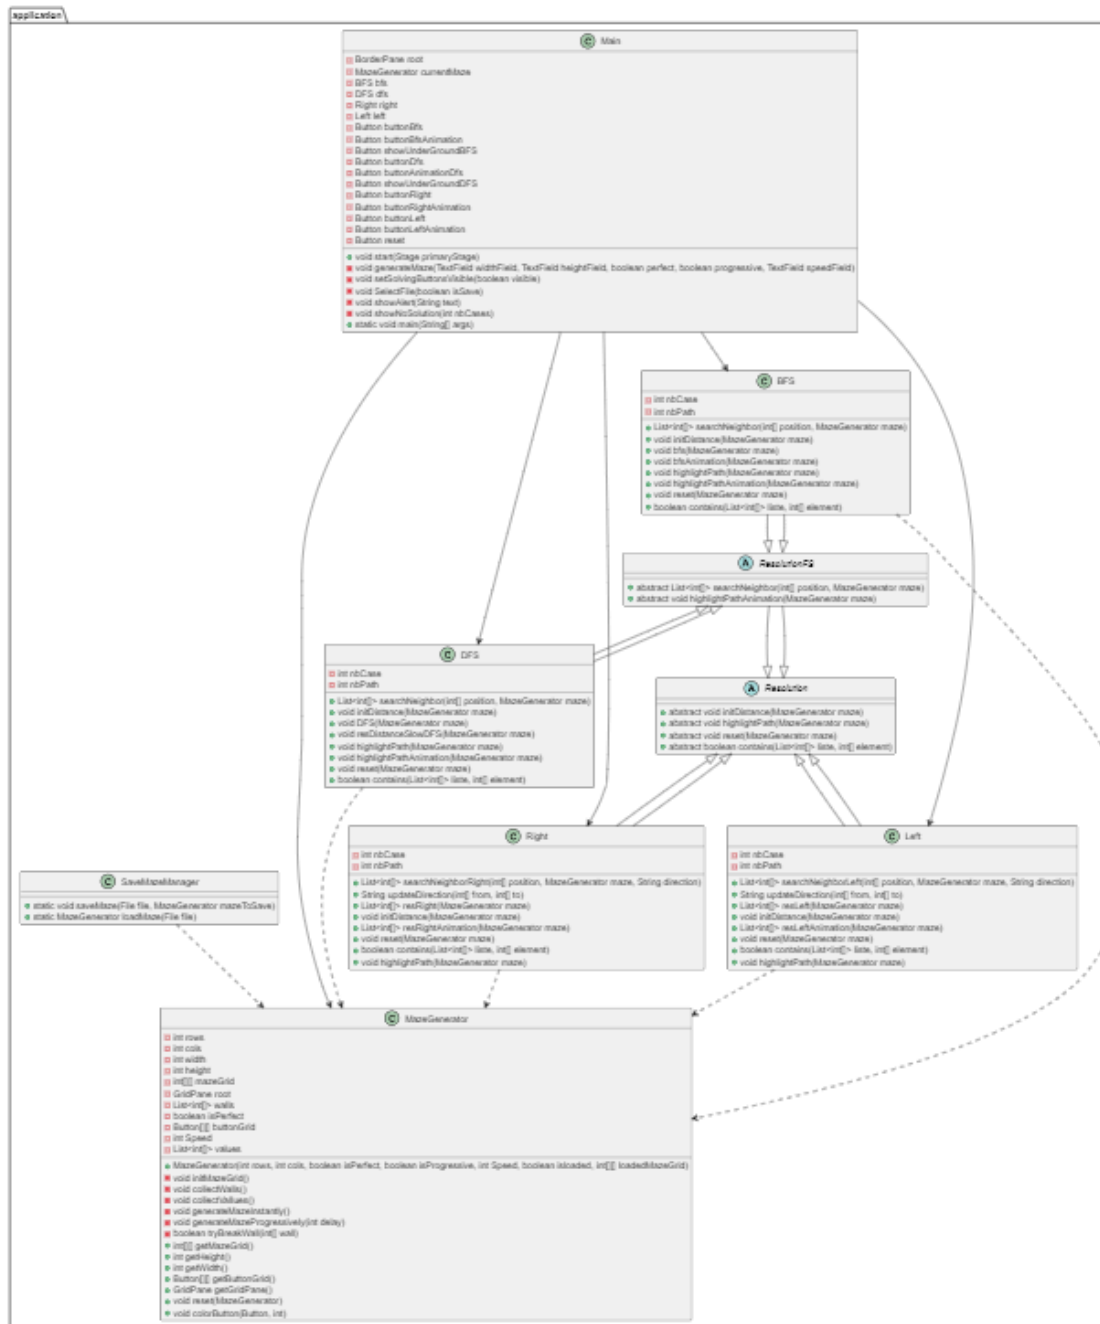 application
Main
BorderPane root
MazeGenerator currentMaze
BFS bfs
DFS dfs
Right right
Left left
Button buttonBfs
Button buttonBfsAnimation
Button showUnderGroundBFS
Button buttonDfs
Button buttonAnimationDfs
Button showUnderGroundDFS
Button buttonRight
Button buttonRightAnimation
Button buttonLeft
Button buttonLeftAnimation
Button reset
void start(Stage primaryStage)
void generateMaze(TextField widthField, TextField heightField, boolean perfect, boolean progressive, TextField speedField)
void setSolvingButtonsVisible(boolean visible)
void SelectFile(boolean isSave)
void showAlert(String text)
void showNoSolution(int nbCases)
static void main(String[] args)
BFS
int nbCase
int nbPath
List<int[]> searchNeighbor(int[] position, MazeGenerator maze)
void initDistance(MazeGenerator maze)
void bfs(MazeGenerator maze)
void bfsAnimation(MazeGenerator maze)
void highlightPath(MazeGenerator maze)
void highlightPathAnimation(MazeGenerator maze)
void reset(MazeGenerator maze)
boolean contains(List<int[]> liste, int[] element)
ResolutionFS
abstract List<int[]> searchNeighbor(int[] position, MazeGenerator maze)
abstract void highlightPathAnimation(MazeGenerator maze)
DFS
int nbCase
int nbPath
List<int[]> searchNeighbor(int[] position, MazeGenerator maze)
void initDistance(MazeGenerator maze)
void DFS(MazeGenerator maze)
void resDistanceSlowDFS(MazeGenerator maze)
void highlightPath(MazeGenerator maze)
void highlightPathAnimation(MazeGenerator maze)
void reset(MazeGenerator maze)
boolean contains(List<int[]> liste, int[] element)
Resolution
abstract void initDistance(MazeGenerator maze)
abstract void highlightPath(MazeGenerator maze)
abstract void reset(MazeGenerator maze)
abstract boolean contains(List<int[]> liste, int[] element)
Right
int nbCase
int nbPath
List<int[]> searchNeighborRight(int[] position, MazeGenerator maze, String direction)
String updateDirection(int[] from, int[] to)
List<int[]> resRight(MazeGenerator maze)
void initDistance(MazeGenerator maze)
List<int[]> resRightAnimation(MazeGenerator maze)
void reset(MazeGenerator maze)
boolean contains(List<int[]> liste, int[] element)
void highlightPath(MazeGenerator maze)
Left
int nbCase
int nbPath
List<int[]> searchNeighborLeft(int[] position, MazeGenerator maze, String direction)
String updateDirection(int[] from, int[] to)
List<int[]> resLeft(MazeGenerator maze)
void initDistance(MazeGenerator maze)
List<int[]> resLeftAnimation(MazeGenerator maze)
void reset(MazeGenerator maze)
boolean contains(List<int[]> liste, int[] element)
void highlightPath(MazeGenerator maze)
SaveMazeManager
static void saveMaze(File file, MazeGenerator mazeToSave)
static MazeGenerator loadMaze(File file)
MazeGenerator
int rows
int cols
int width
int height
int[][] mazeGrid
GridPane root
List<int[]> walls
boolean isPerfect
Button[][] buttonGrid
int Speed
List<int[]> values
MazeGenerator(int rows, int cols, boolean isPerfect, boolean isProgressive, int Speed, boolean isloaded, int[][] loadedMazeGrid)
void initMazeGrid()
void collectWalls()
void collectValues()
void generateMazeInstantly()
void generateMazeProgressively(int delay)
boolean tryBreakWall(int[] wall)
int[][] getMazeGrid()
int getHeight()
int getWidth()
Button[][] getButtonGrid()
GridPane getGridPane()
void reset(MazeGenerator)
void colorButton(Button, int)